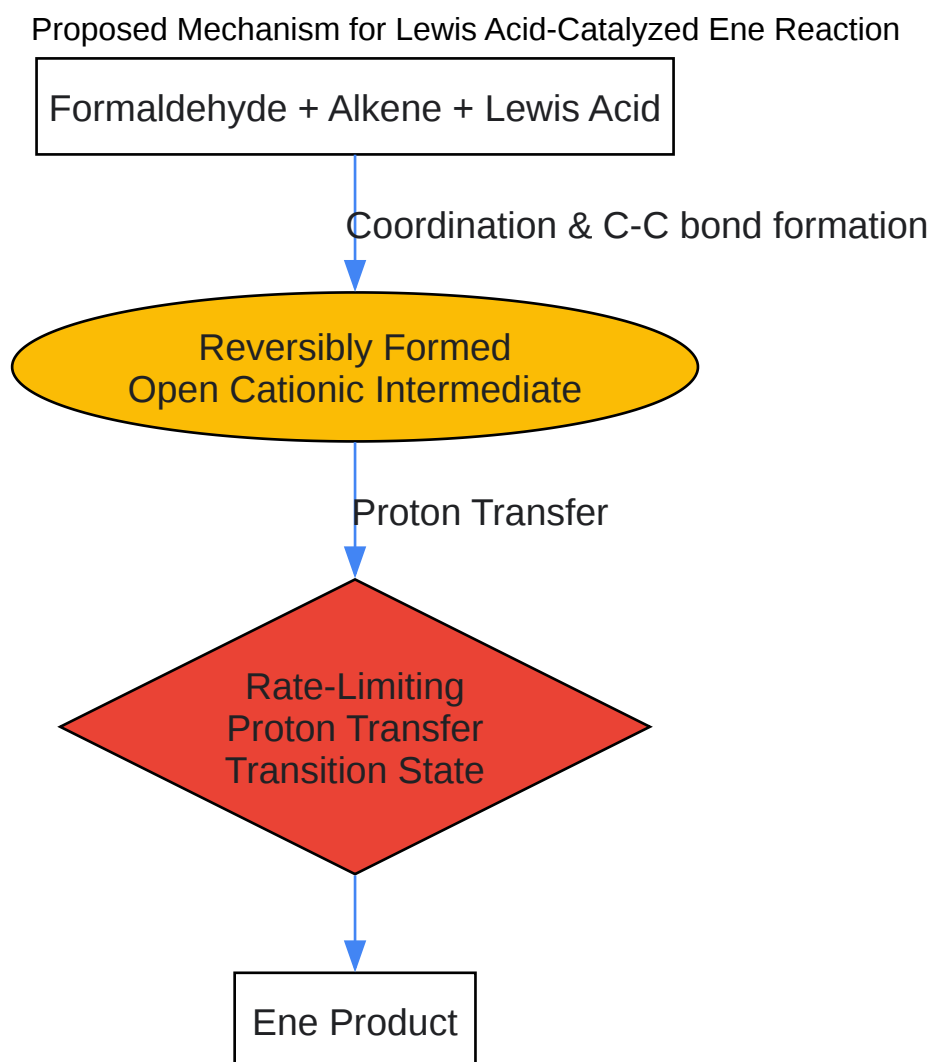 Proposed Mechanism for Lewis Acid-Catalyzed Ene Reaction
Formaldehyde + Alkene + Lewis Acid
Coordination & C-C bond formation
Reversibly Formed
Open Cationic Intermediate
Proton Transfer
Rate-Limiting
Proton Transfer
Transition State
Ene Product